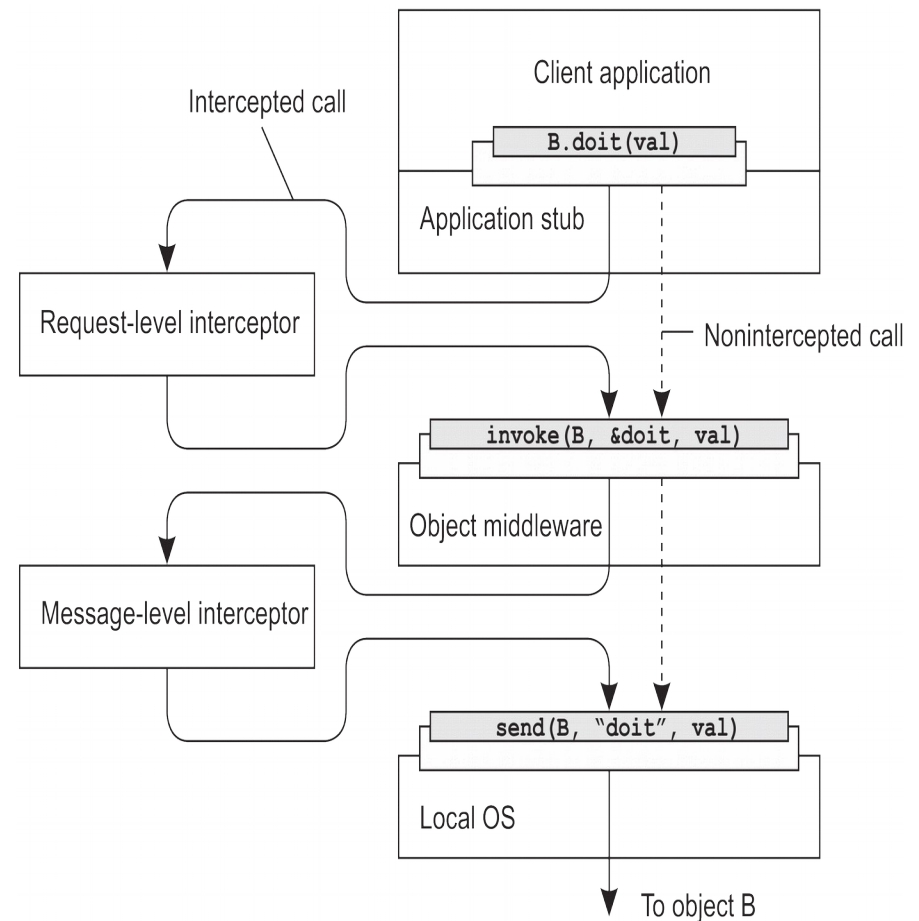 Client application
Intercepted call
B.doit(val)
Application stub
Request-level interceptor
Nonintercepted call
invoke(B, &doit, val)
Object middleware
Message-level interceptor
send(B, “doit”, val)
Local OS
To object B